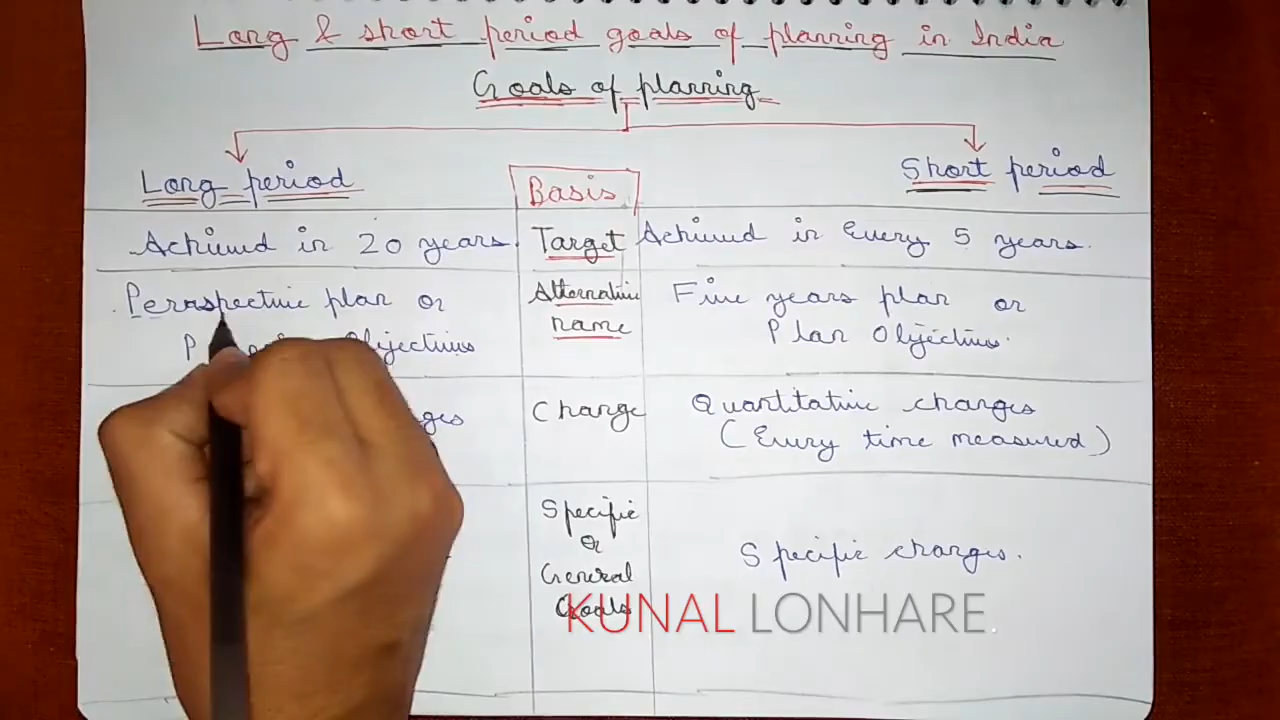 Long & short period goals of planning in India
Goals of planning
Long period
Basis
Short period
Achieved in 20 years.
Target
Achieved in Every 5 years.
Peraspective plan or
Objectives
Alternative
name
Five years plan or
Plan Objectives.
Change
Quantitative changes
(Every time measured)
Specific
Or
General
Goals
Specific changes.
KUNAL LONHARE.